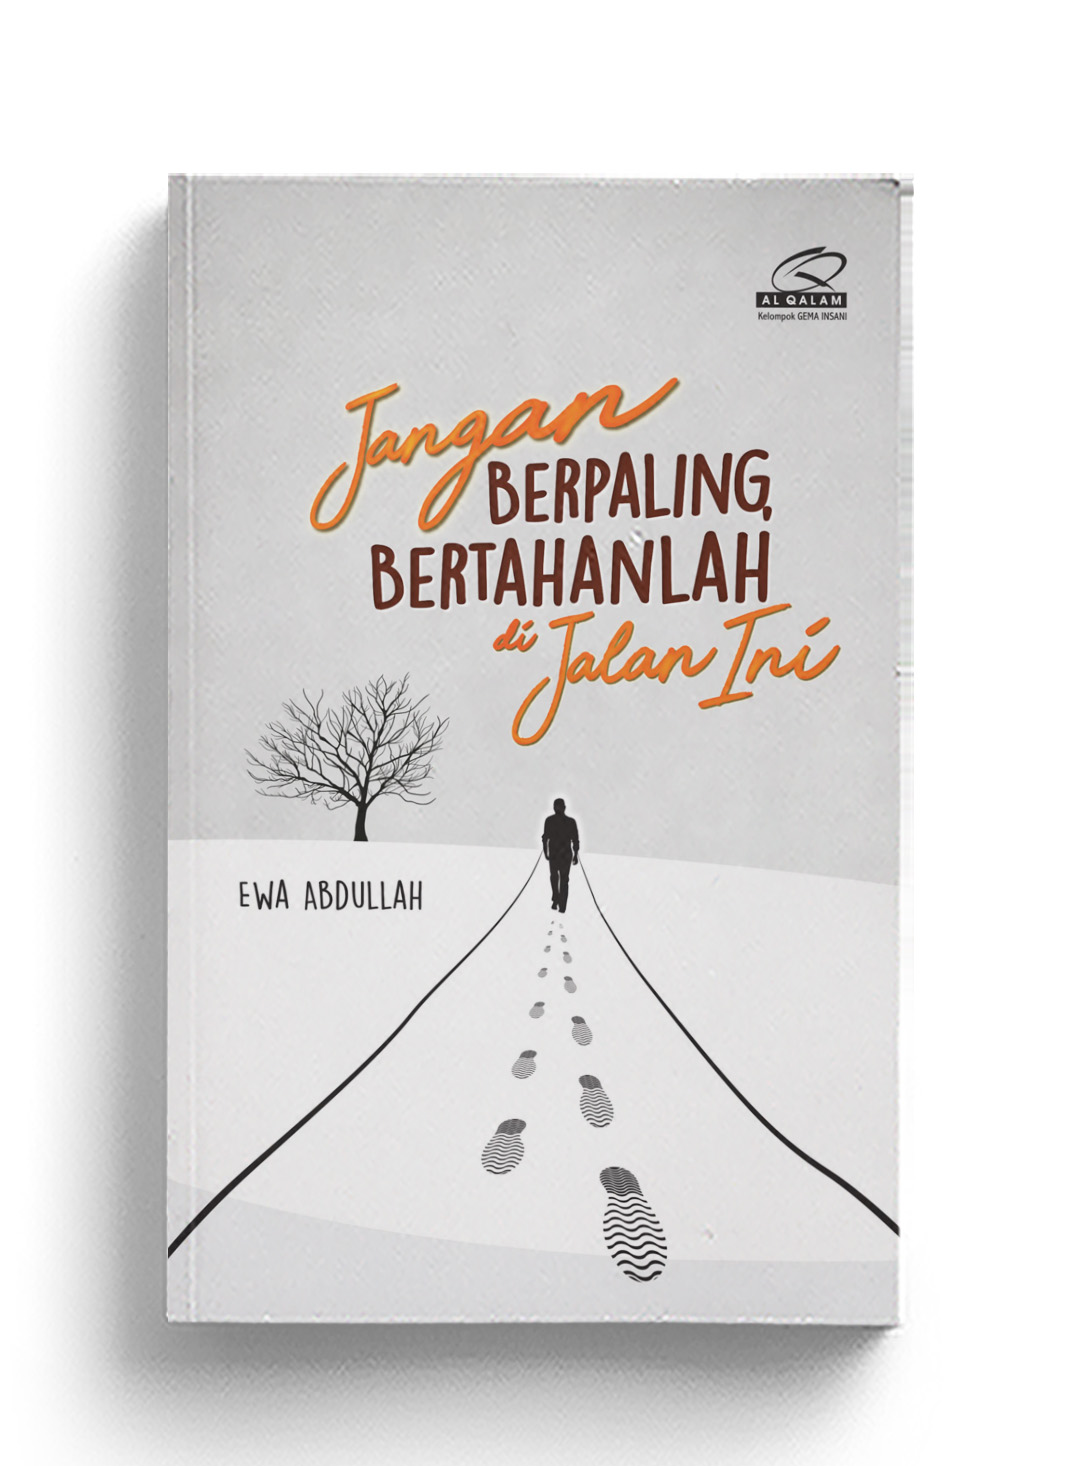 AL QALAM
Kelompok GEMA INSANI
Jangan
BERPALING,
BERTAHANLAH
di Jalan Ini
EWA ABDULLAH